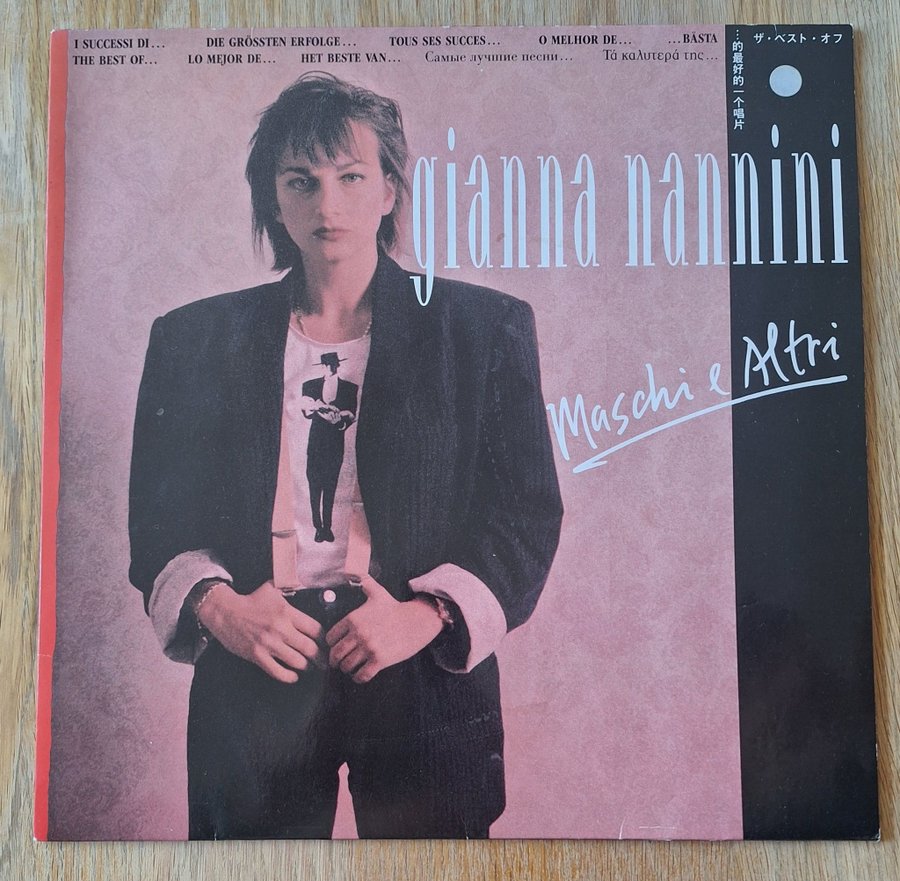 I SUCCESSI DI... DIE GRÖSSTEN ERFOLGE... TOUS SES SUCCES... O MELHOR DE... ...BÄSTA
THE BEST OF... LO MEJOR DE... HET BESTE VAN... Самые лучшие песни... Τά καλυτερά της...
...的最好的一个唱片
ザ・ベスト・オフ
gianna nannini
Maschi e Altri